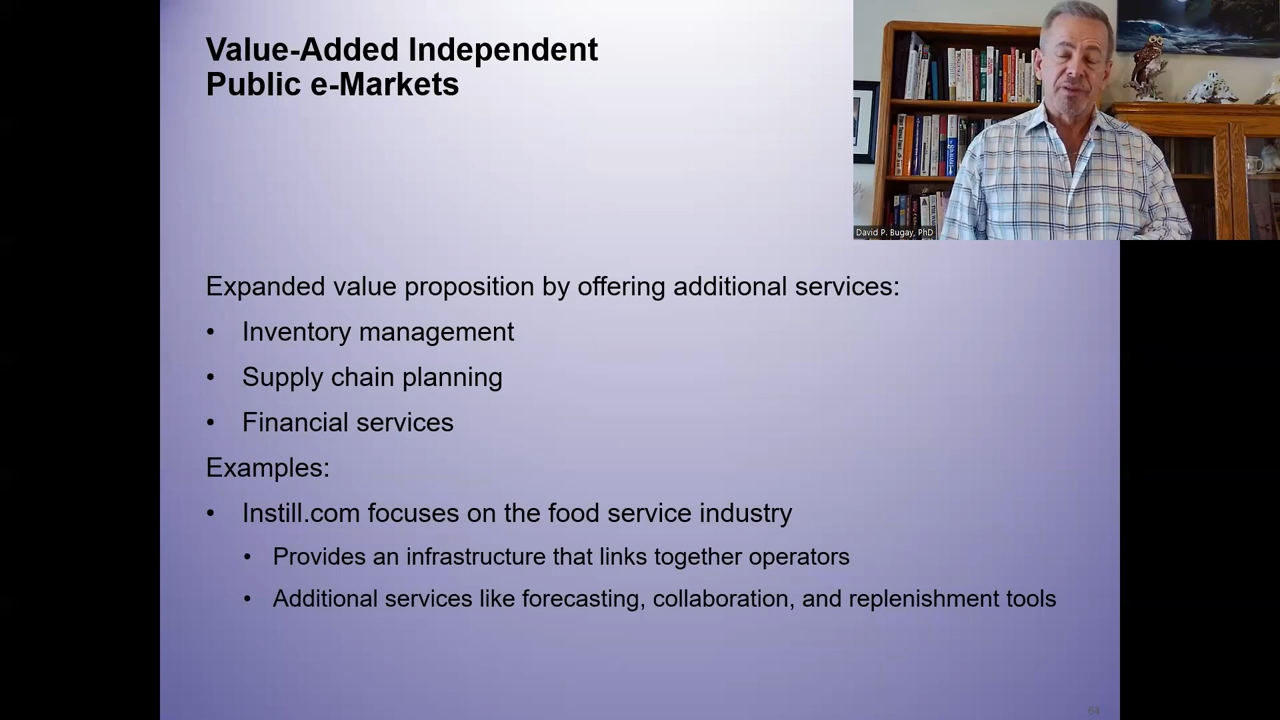 Value-Added Independent
Public e-Markets
David P. Bugay, PhD
Expanded value proposition by offering additional services:
• Inventory management
• Supply chain planning
• Financial services
Examples:
• Instill.com focuses on the food service industry
• Provides an infrastructure that links together operators
• Additional services like forecasting, collaboration, and replenishment tools
64